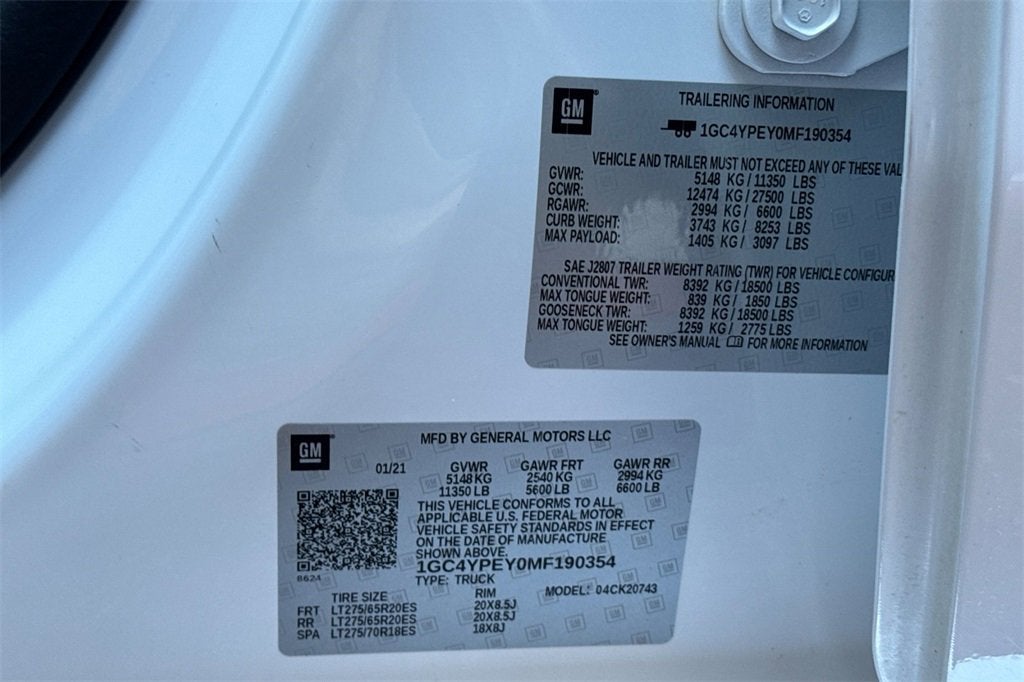 GM
TRAILERING INFORMATION
1GC4YPEY0MF190354
VEHICLE AND TRAILER MUST NOT EXCEED ANY OF THESE VAL
GVWR: 5148 KG / 11350 LBS
GCWR: 12474 KG / 27500 LBS
RGAWR: 2994 KG / 6600 LBS
CURB WEIGHT: 3743 KG / 8253 LBS
MAX PAYLOAD: 1405 KG / 3097 LBS
SAE J2807 TRAILER WEIGHT RATING (TWR) FOR VEHICLE CONFIGUR
CONVENTIONAL TWR: 8392 KG / 18500 LBS
MAX TONGUE WEIGHT: 839 KG / 1850 LBS
GOOSENECK TWR: 8392 KG / 18500 LBS
MAX TONGUE WEIGHT: 1259 KG / 2775 LBS
SEE OWNER'S MANUAL FOR MORE INFORMATION
GM
MFD BY GENERAL MOTORS LLC
01/21 GVWR GAWR FRT GAWR RR
5148 KG 2540 KG 2994 KG
11350 LB 5600 LB 6600 LB
THIS VEHICLE CONFORMS TO ALL
APPLICABLE U.S. FEDERAL MOTOR
VEHICLE SAFETY STANDARDS IN EFFECT
ON THE DATE OF MANUFACTURE
SHOWN ABOVE.
1GC4YPEY0MF190354
8624
TYPE: TRUCK MODEL: 04CK20743
TIRE SIZE RIM
FRT LT275/65R20ES 20X8.5J
RR LT275/65R20ES 20X8.5J
SPA LT275/70R18ES 18X8J